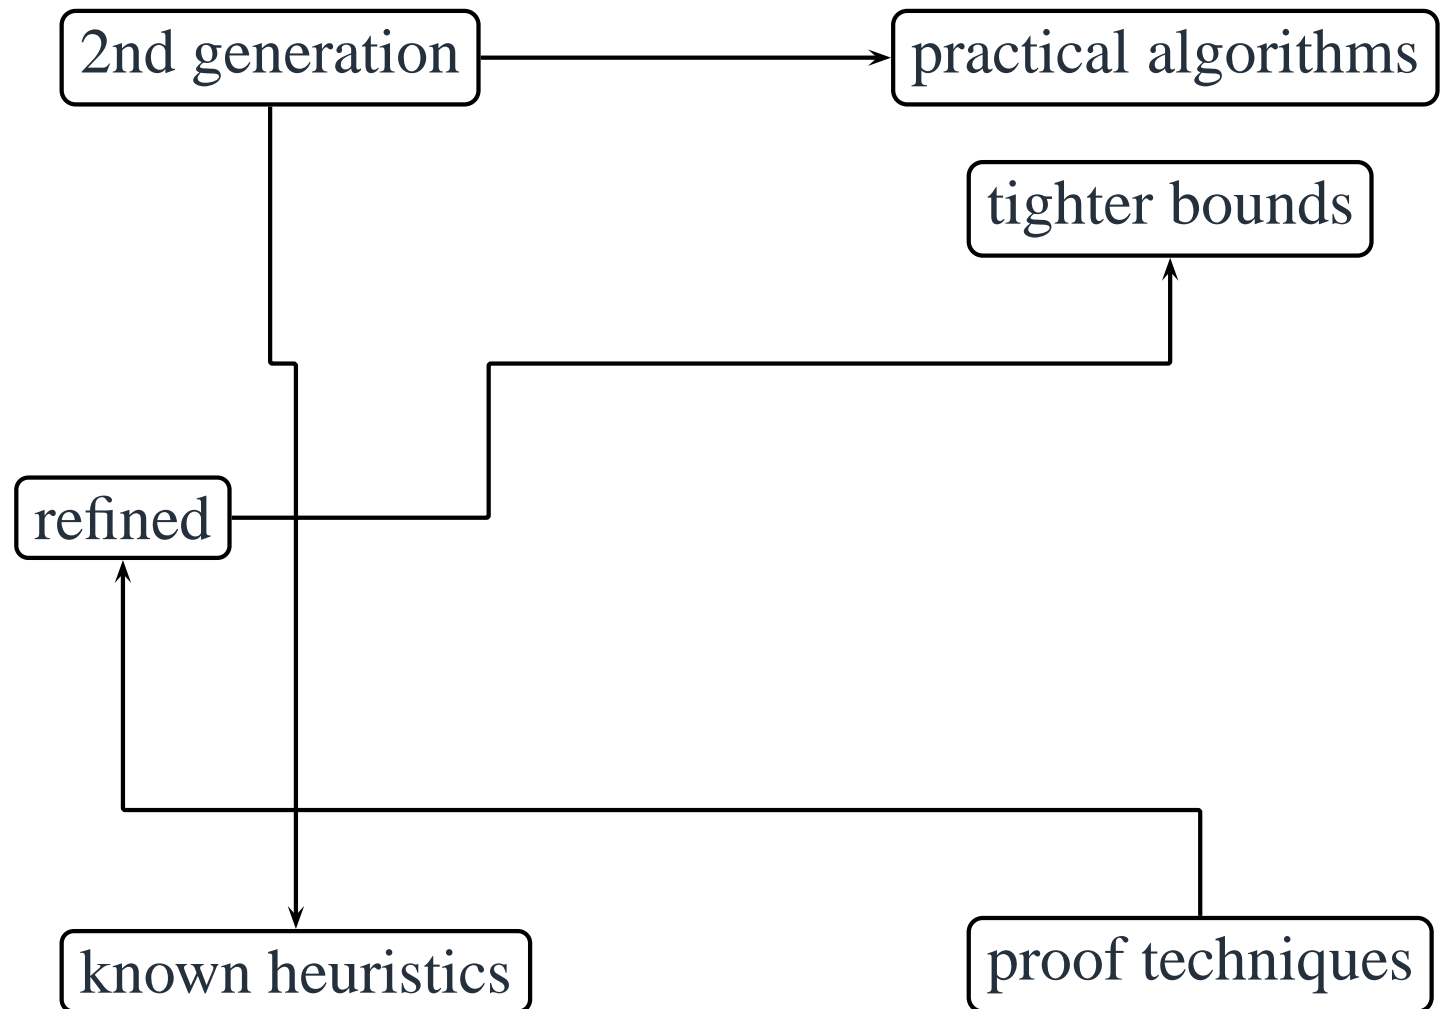 2nd generation
practical algorithms
tighter bounds
refined
known heuristics
proof techniques